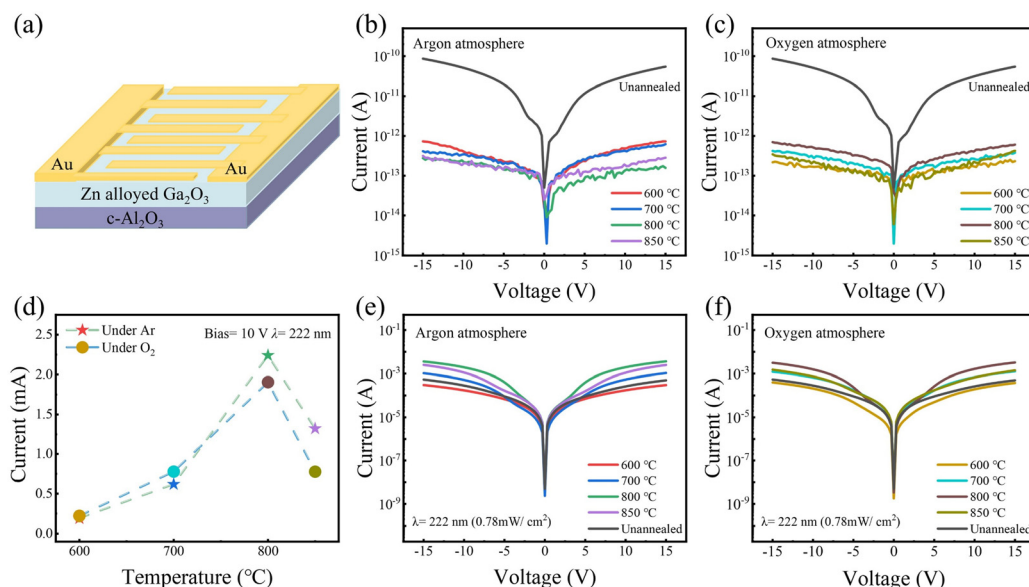 (a)
Au
Au
Zn alloyed Ga₂O₃
c-Al₂O₃
(b)
Argon atmosphere
Unannealed
600 ℃
700 ℃
800 ℃
850 ℃
Current (A)
10⁻¹⁰
10⁻¹¹
10⁻¹²
10⁻¹³
10⁻¹⁴
10⁻¹⁵
-15 -10 -5 0 5 10 15
Voltage (V)
(c)
Oxygen atmosphere
Unannealed
600 ℃
700 ℃
800 ℃
850 ℃
Current (A)
10⁻¹⁰
10⁻¹¹
10⁻¹²
10⁻¹³
10⁻¹⁴
10⁻¹⁵
-15 -10 -5 0 5 10 15
Voltage (V)
(d)
Under Ar
Under O₂
Bias= 10 V λ= 222 nm
Current (mA)
2.5
2.0
1.5
1.0
0.5
0.0
600 700 800
Temperature (℃)
(e)
Argon atmosphere
600 ℃
700 ℃
800 ℃
850 ℃
Unannealed
λ= 222 nm (0.78mW/ cm²)
Current (A)
10⁻¹
10⁻³
10⁻⁵
10⁻⁷
10⁻⁹
-15 -10 -5 0 5 10 15
Voltage (V)
(f)
Oxygen atmosphere
600 ℃
700 ℃
800 ℃
850 ℃
Unannealed
λ= 222 nm (0.78mW/ cm²)
Current (A)
10⁻¹
10⁻³
10⁻⁵
10⁻⁷
10⁻⁹
-15 -10 -5 0 5 10 15
Voltage (V)